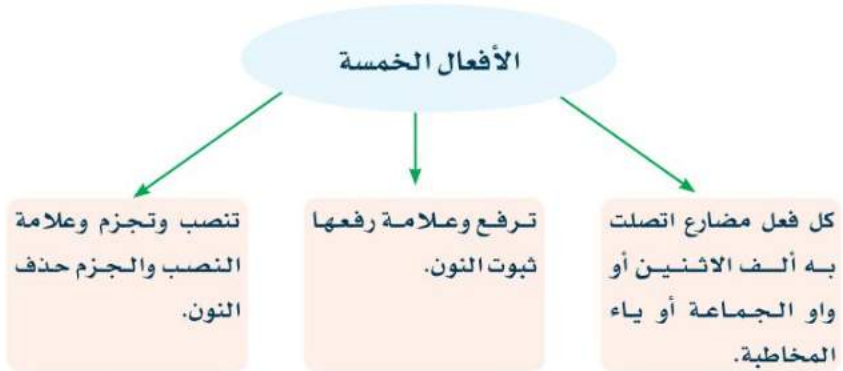 الأفعال الخمسة
كل فعل مضارع اتصلت
به ألف الاثنين أو
واو الجماعة أو ياء
المخاطبة.
ترفع وعلامة رفعها
ثبوت النون.
تنصب وتجزم وعلامة
النصب والجزم حذف
النون.